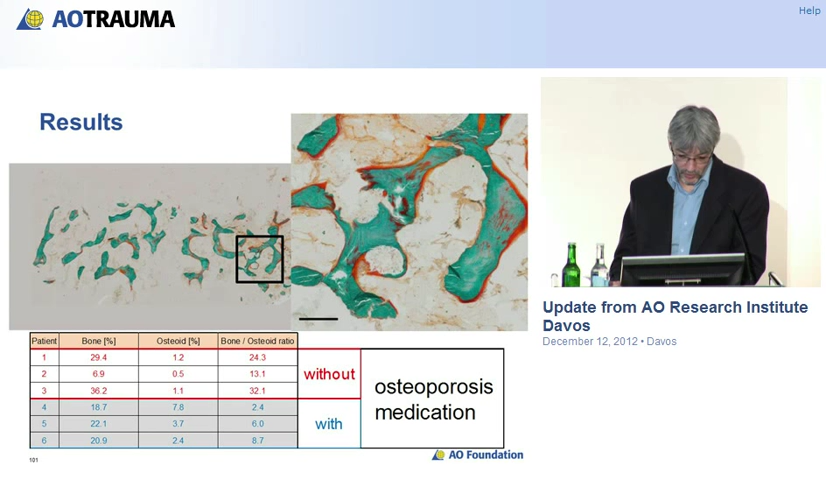 AOTRAUMA
Help
Results
Patient Bone [%] Osteoid [%] Bone / Osteoid ratio
1 29.4 1.2 24.3
2 6.9 0.5 13.1
3 36.2 1.1 32.1
4 18.7 7.8 2.4
5 22.1 3.7 6.0
6 20.9 2.4 8.7
without
with
osteoporosis
medication
101
AO Foundation
Update from AO Research Institute
Davos
December 12, 2012 • Davos